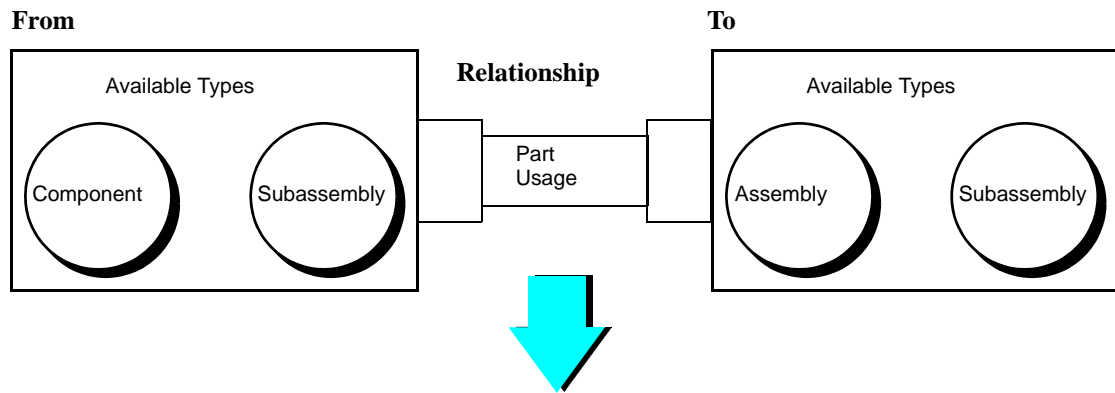 From
To
Relationship
Available Types
Available Types
Component
Subassembly
Part
Usage
Assembly
Subassembly